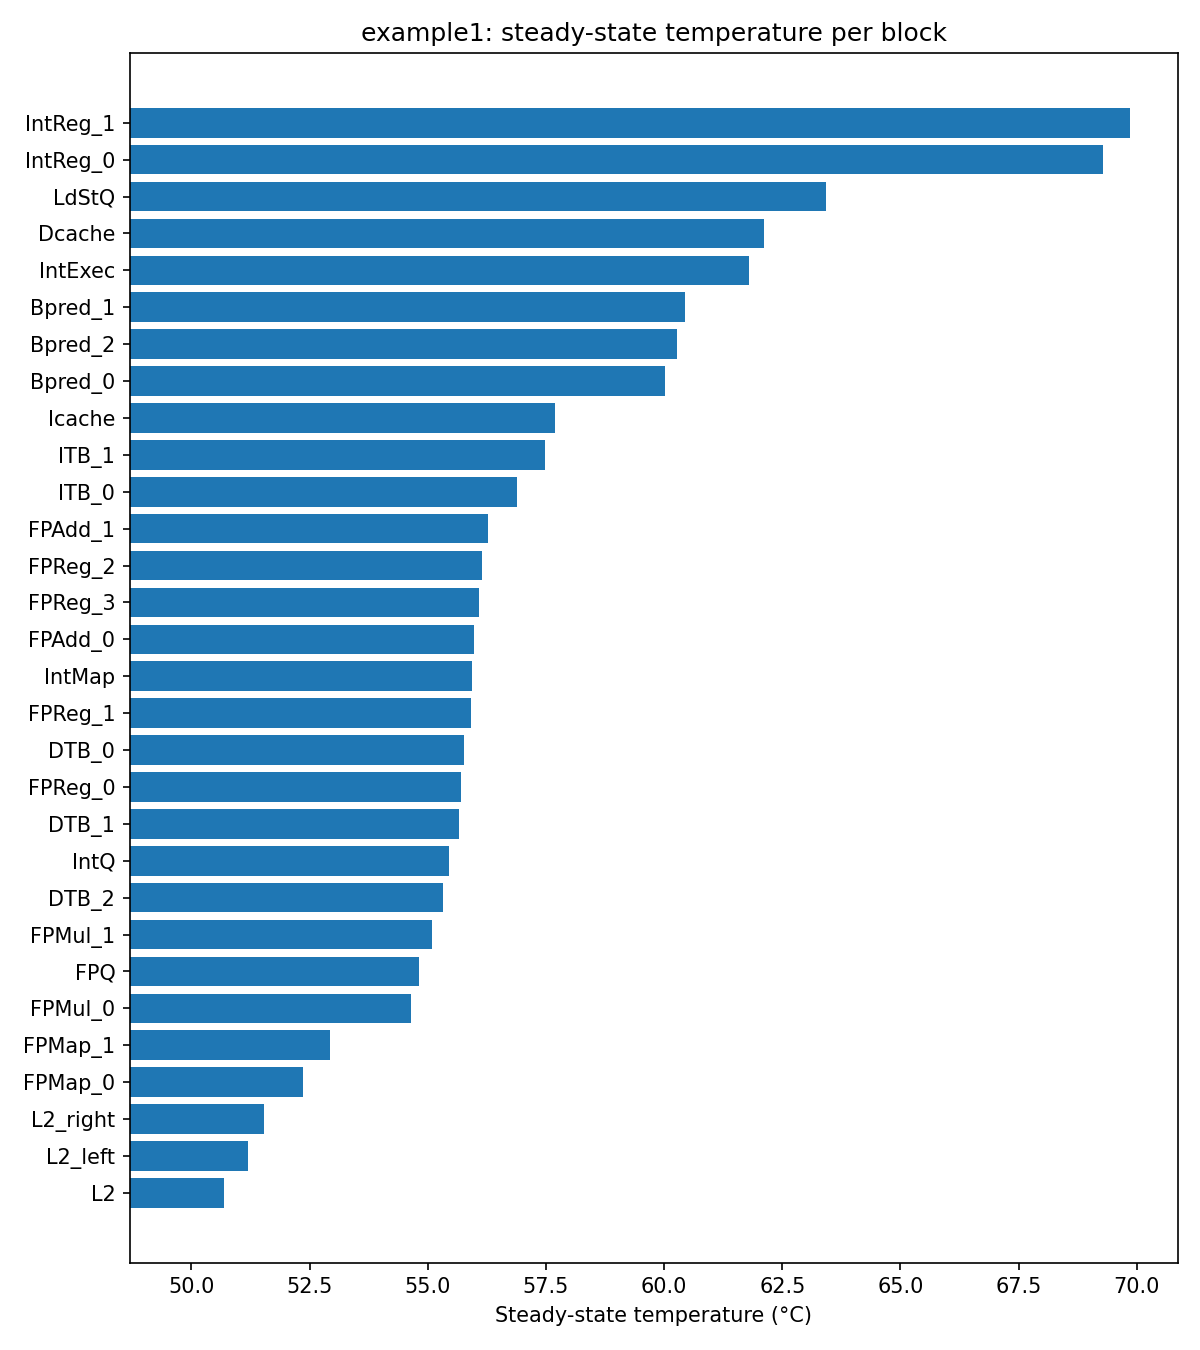 example1: steady-state temperature per block
IntReg_1
IntReg_0
LdStQ
Dcache
IntExec
Bpred_1
Bpred_2
Bpred_0
Icache
ITB_1
ITB_0
FPAdd_1
FPReg_2
FPReg_3
FPAdd_0
IntMap
FPReg_1
DTB_0
FPReg_0
DTB_1
IntQ
DTB_2
FPMul_1
FPQ
FPMul_0
FPMap_1
FPMap_0
L2_right
L2_left
L2
50.0 52.5 55.0 57.5 60.0 62.5 65.0 67.5 70.0
Steady-state temperature (°C)